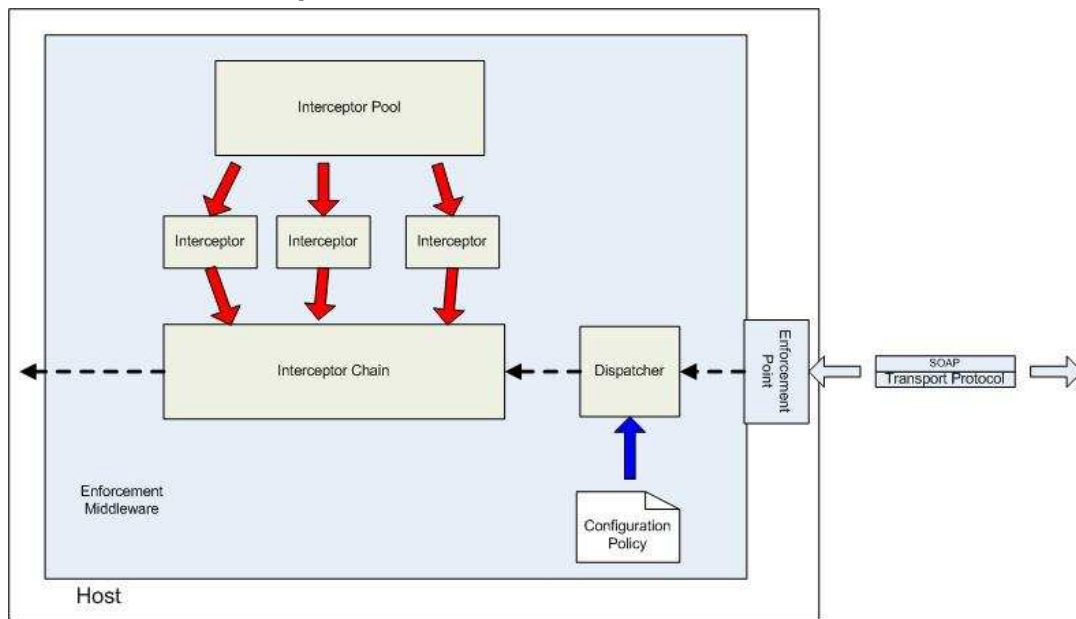 Interceptor Pool
Interceptor
Interceptor
Interceptor
Interceptor Chain
Dispatcher
Enforcement
Point
SOAP
Transport Protocol
Enforcement
Middleware
Configuration
Policy
Host